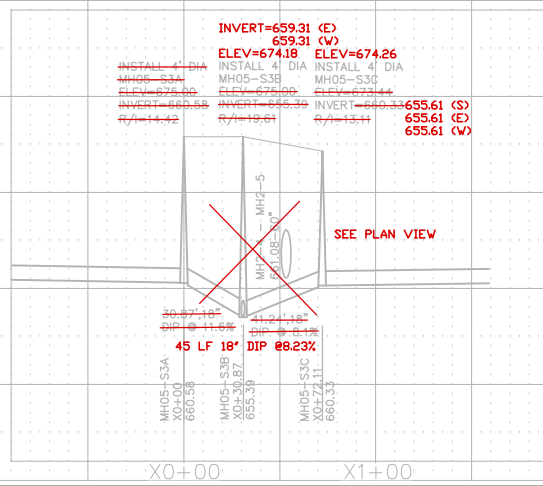 INVERT=659.31 (E)
659.31 (W)
ELEV=674.18
ELEV=674.26
INSTALL 4' DIA
MH05-S3A
ELEV=675.00
INVERT=660.58
R/I=14.42
INSTALL 4' DIA
MH05-S3B
ELEV=675.00
INVERT=655.39
R/I=19.61
INSTALL 4' DIA
MH05-S3C
ELEV=673.44
INVERT=660.33
R/I=13.11
655.61 (S)
655.61 (E)
655.61 (W)
MH2-4 - MH2-5
651.08-60"
SEE PLAN VIEW
30.87',18"
DIP @ 11.6%
41.24',18"
DIP @ 8.1%
45 LF 18" DIP @8.23%
MH05-S3A
X0+00
660.58
MH05-S3B
X0+30.87
655.39
MH05-S3C
X0+72.11
660.33
X0+00
X1+00